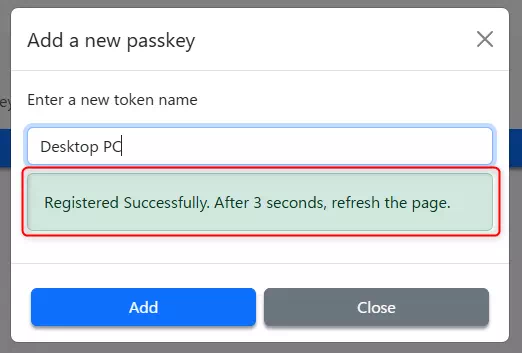 Add a new passkey
Enter a new token name
Desktop PC
Registered Successfully. After 3 seconds, refresh the page.
Add
Close